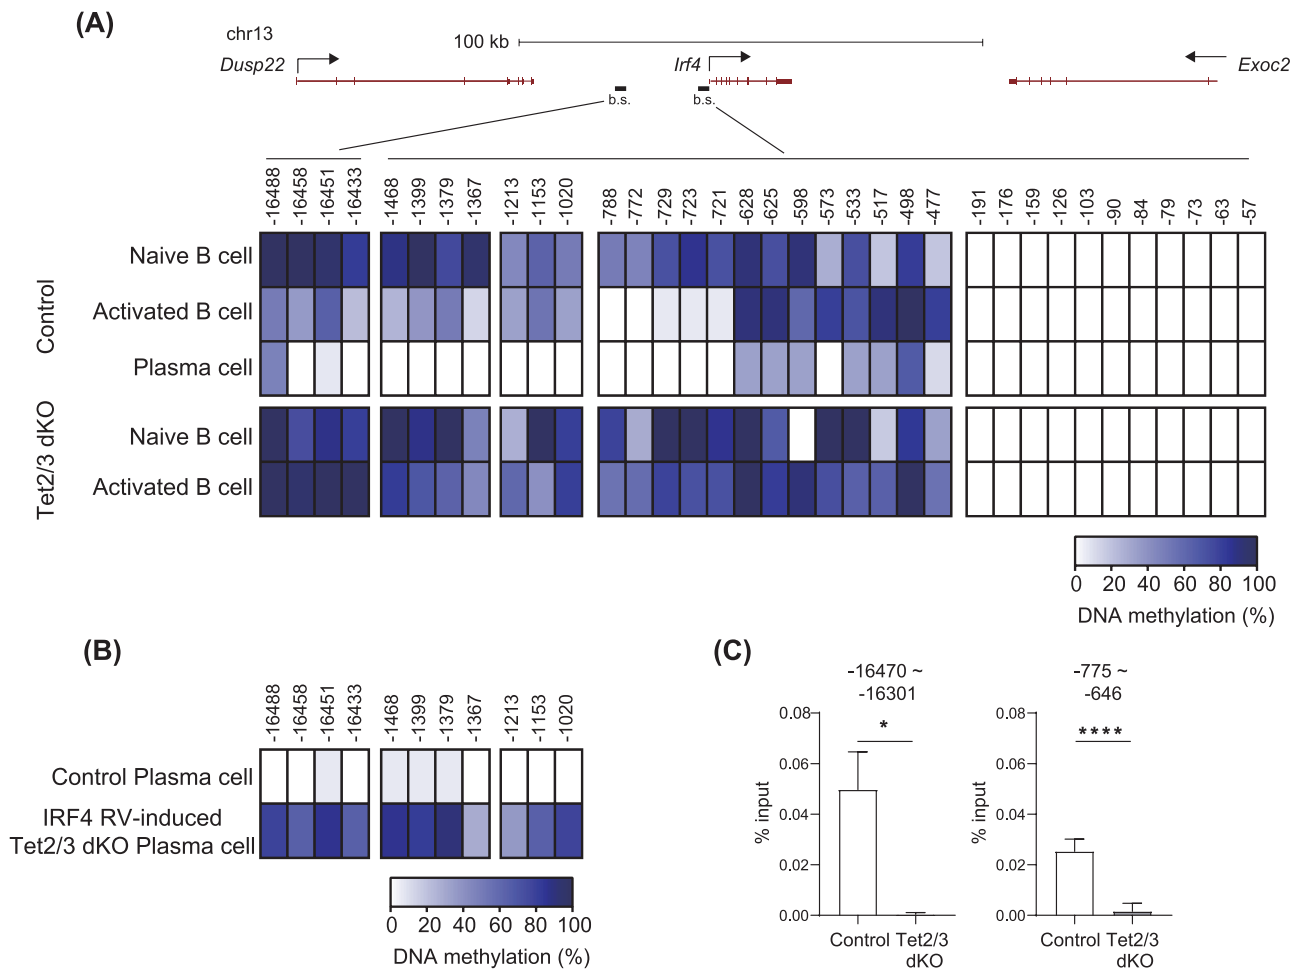 (A)
chr13
100 kb
Dusp22
Irf4
Exoc2
b.s.
b.s.
-16488 -16458 -16451 -16433 -1468 -1399 -1379 -1367 -1213 -1153 -1020 -788 -772 -729 -723 -721 -628 -625 -598 -573 -533 -517 -498 -477 -191 -176 -159 -126 -103 -90 -84 -79 -73 -63 -57
Control
Naive B cell
Activated B cell
Plasma cell
Tet2/3 dKO
Naive B cell
Activated B cell
0 20 40 60 80 100
DNA methylation (%)
(B)
-16488 -16458 -16451 -16433 -1468 -1399 -1379 -1367 -1213 -1153 -1020
Control Plasma cell
IRF4 RV-induced
Tet2/3 dKO Plasma cell
0 20 40 60 80 100
DNA methylation (%)
(C)
-16470 ~
-16301
*
% input
0.08
0.06
0.04
0.02
0.00
Control Tet2/3
dKO
-775 ~
-646
****
% input
0.08
0.06
0.04
0.02
0.00
Control Tet2/3
dKO